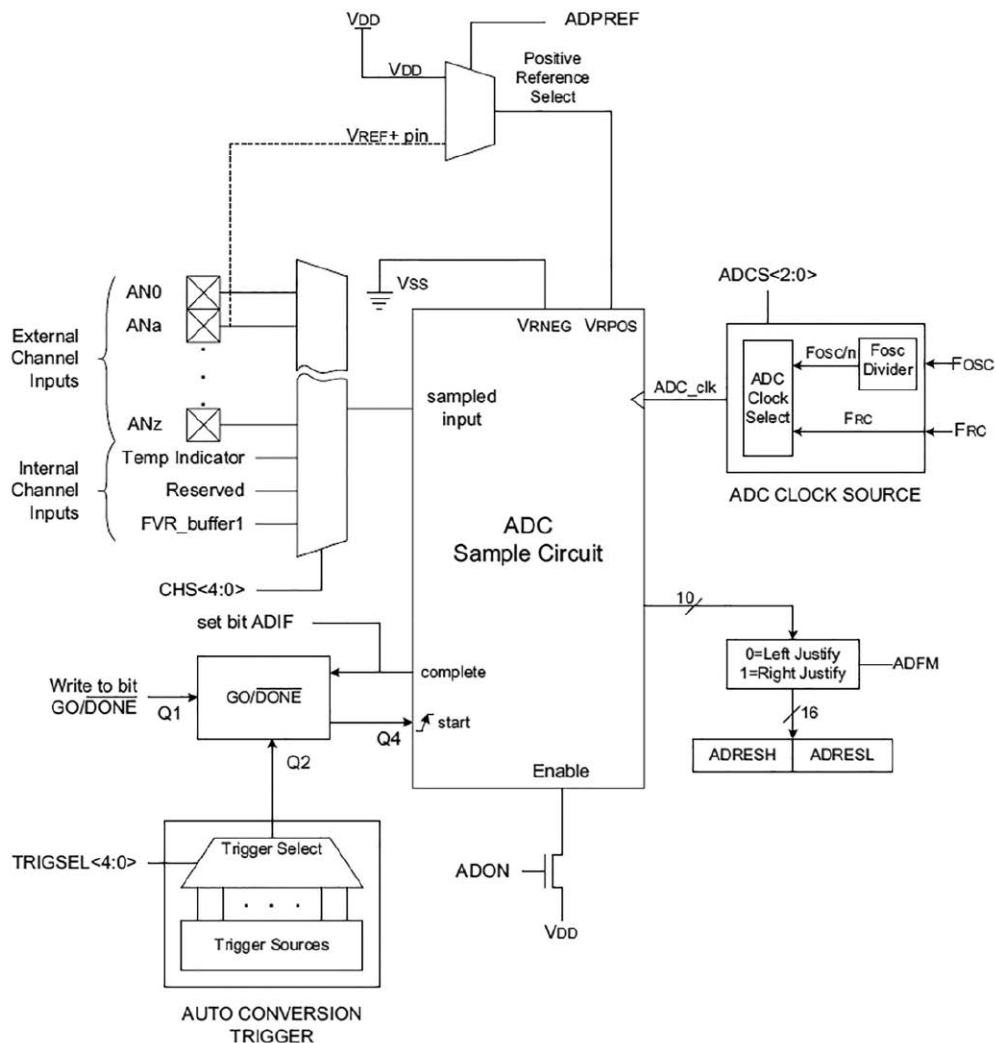 VDD
ADPREF
VDD
Positive
Reference
Select
VREF+ pin
VSS
ADCS<2:0>
AN0
ANa
External
Channel
Inputs
VRNEG VRPOS
ANz
sampled
input
ADC_clk
ADC
Clock
Select
Fosc/n
Fosc
Divider
FOSC
FRC
FRC
ADC CLOCK SOURCE
Internal
Channel
Inputs
Temp Indicator
Reserved
FVR_buffer1
ADC
Sample Circuit
CHS<4:0>
set bit ADIF
10
complete
0=Left Justify
1=Right Justify
ADFM
Write to bit
GO/DONE
Q1
GO/DONE
Q4
start
16
Q2
ADRESH ADRESL
Enable
TRIGSEL<4:0>
Trigger Select
. . .
Trigger Sources
ADON
VDD
AUTO CONVERSION
TRIGGER